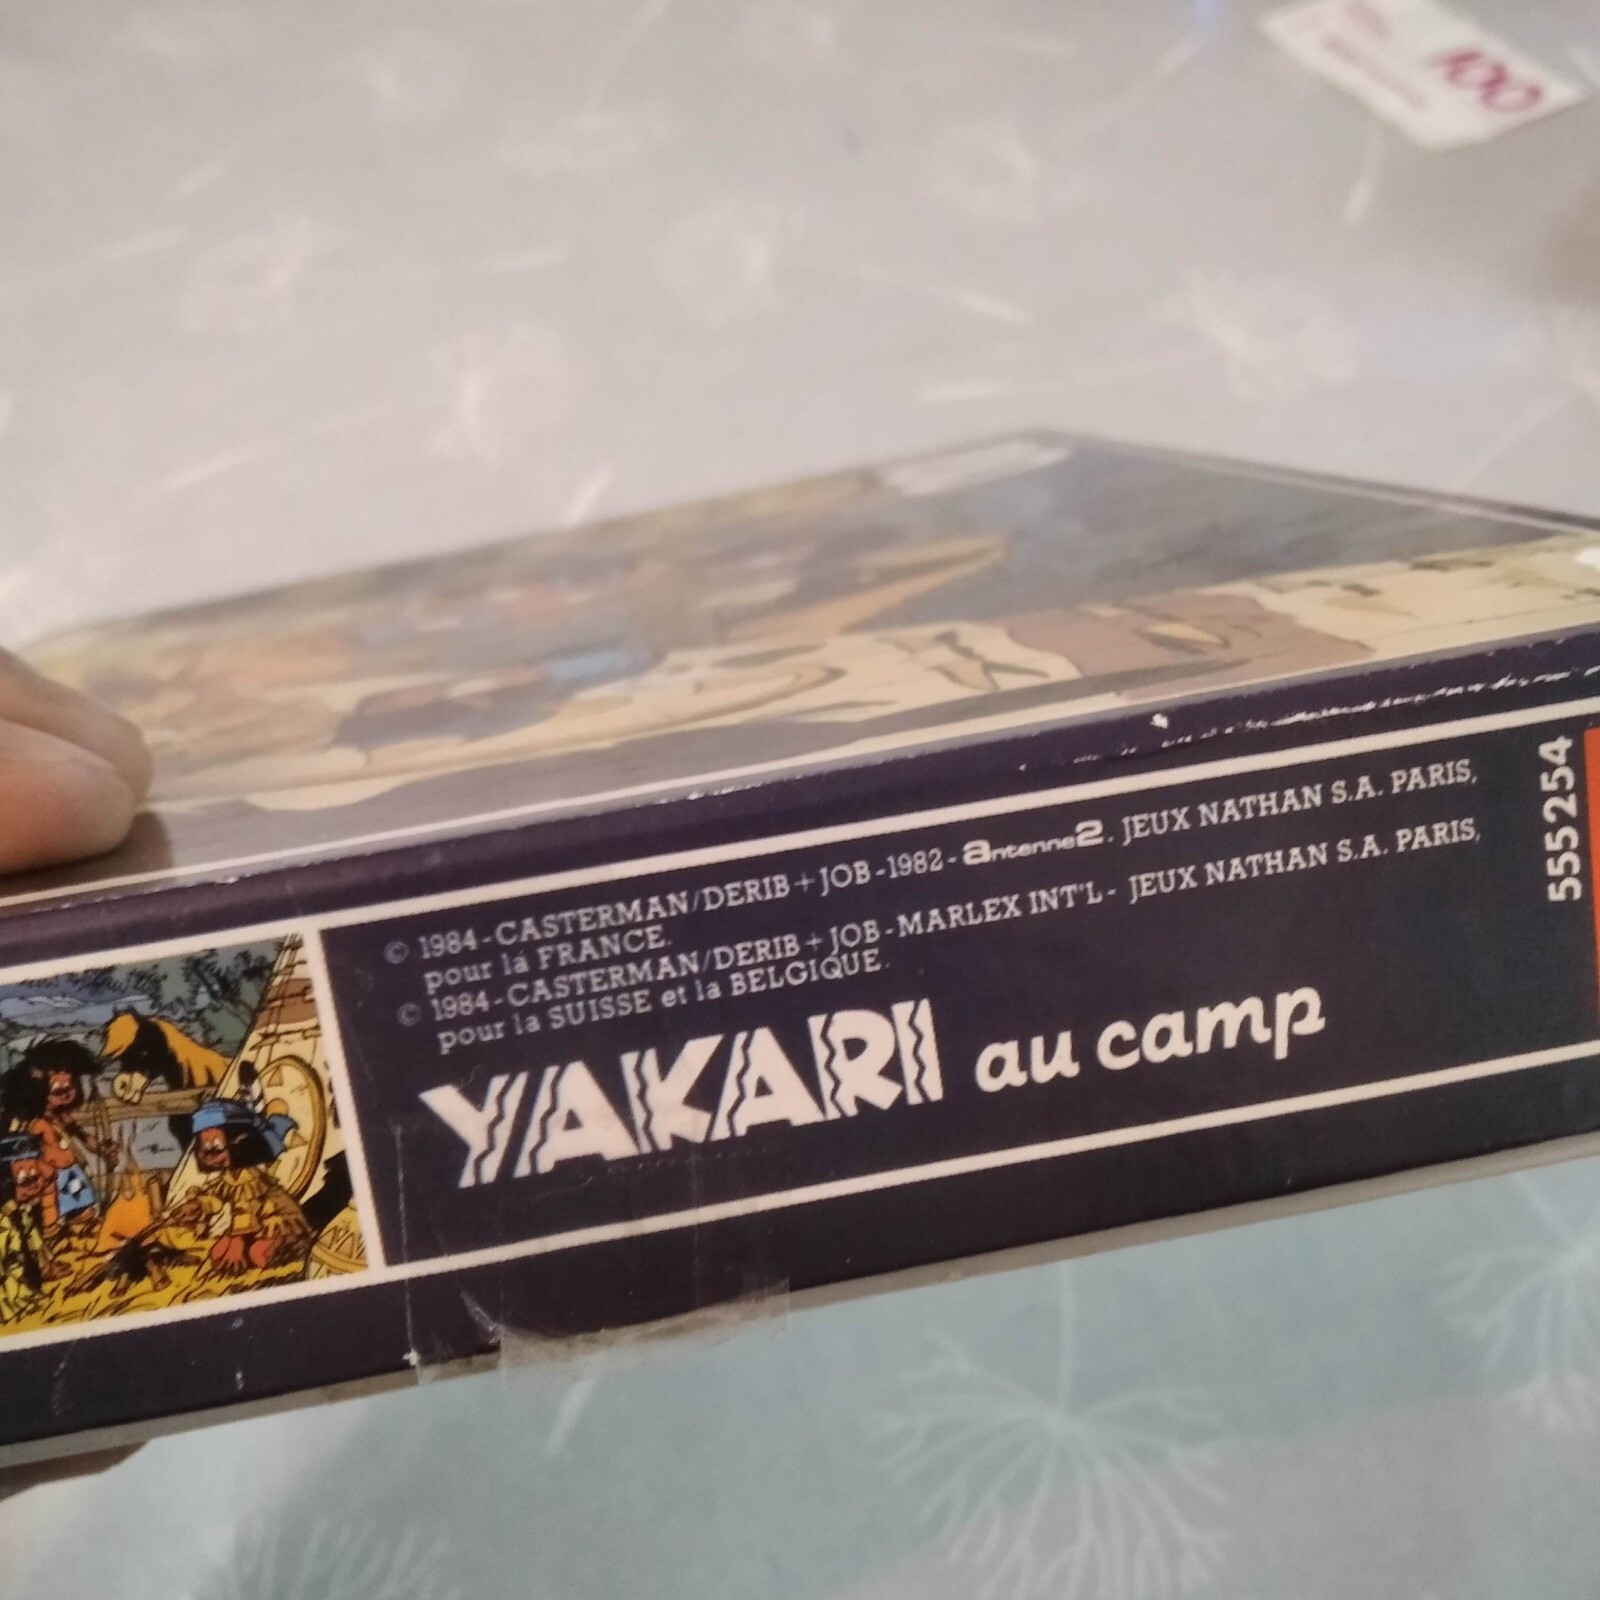 100
© 1984-CASTERMAN/DERIB + JOB-1982- antenne2. JEUX NATHAN S.A. PARIS,
pour la FRANCE.
© 1984-CASTERMAN/DERIB + JOB-MARLEX INT'L- JEUX NATHAN S.A. PARIS,
pour la SUISSE et la BELGIQUE.
YAKARI au camp
555254